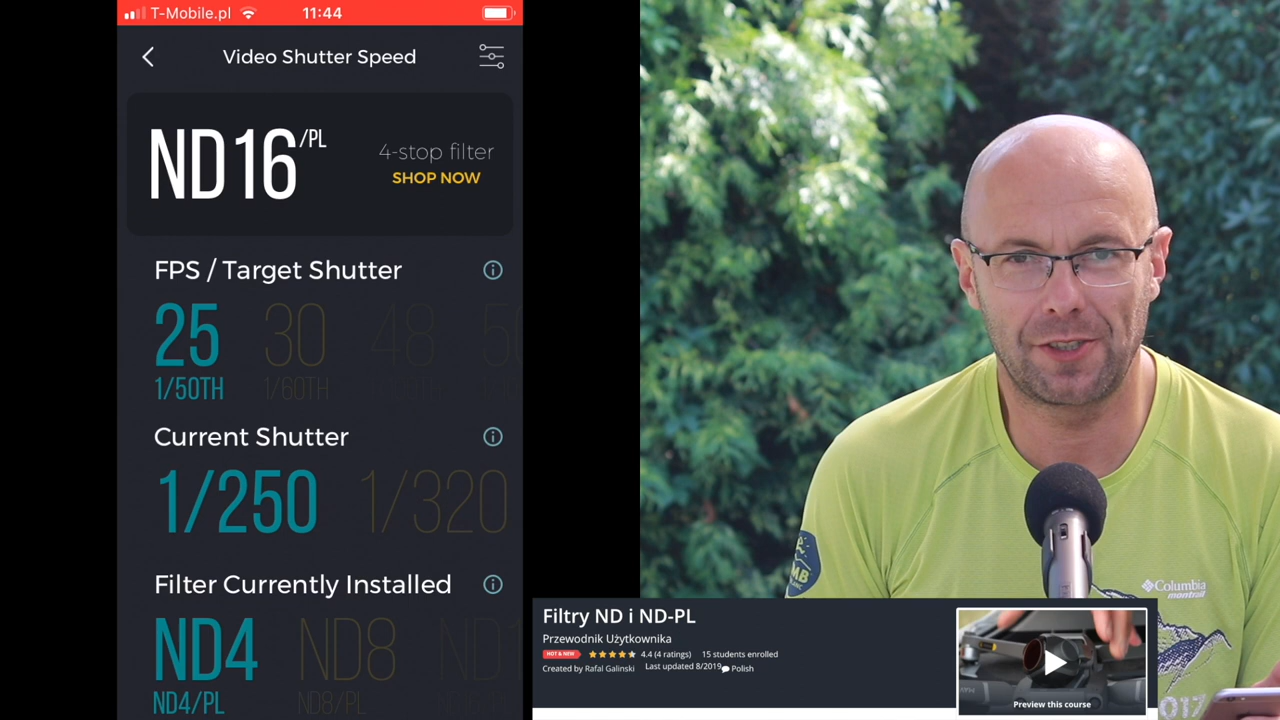 T-Mobile.pl 11:44
Video Shutter Speed
ND16/PL
4-stop filter
SHOP NOW
FPS / Target Shutter
25 30 48 50
1/50TH 1/60TH
Current Shutter
1/250 1/320
Filter Currently Installed
ND4 ND8
ND4/PL ND8/PL
Columbia
montrail
Filtry ND i ND-PL
Przewodnik Użytkownika
HOT & NEW 4.4 (4 ratings) 15 students enrolled
Created by Rafal Galinski Last updated 8/2019 Polish
Preview this course